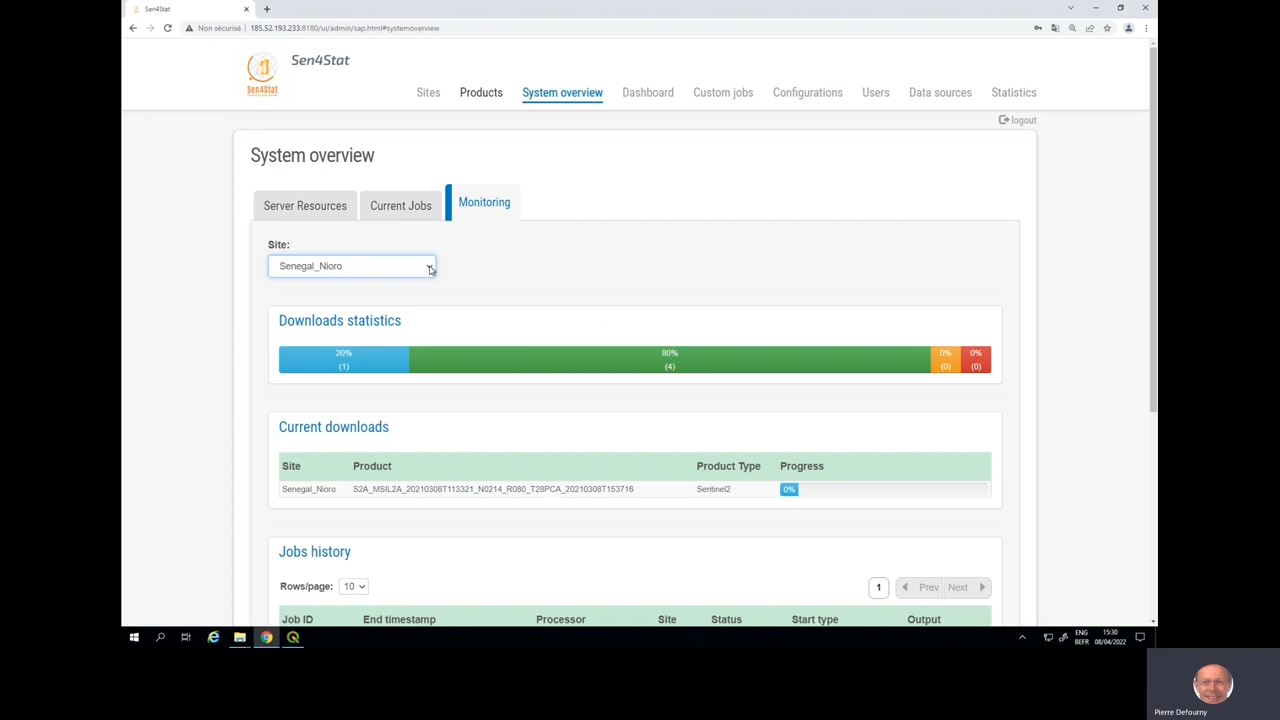 Sen4Stat
Non sécurisé 185.52.193.233:8180/ui/admin/sap.html#systemoverview
Sen4Stat
Sen4Stat
Sites Products System overview Dashboard Custom jobs Configurations Users Data sources Statistics
logout
System overview
Server Resources Current Jobs Monitoring
Site:
Senegal_Nioro
Downloads statistics
20% 80% 0% 0%
(1) (4) (0) (0)
Current downloads
Site Product Product Type Progress
Senegal_Nioro S2A_MSIL2A_20210308T113321_N0214_R080_T28PCA_20210308T153716 Sentinel2 0%
Jobs history
Rows/page: 10 1 Prev Next
Job ID End timestamp Processor Site Status Start type Output
ENG 15:30
BEFR 08/04/2022
Pierre Defourny